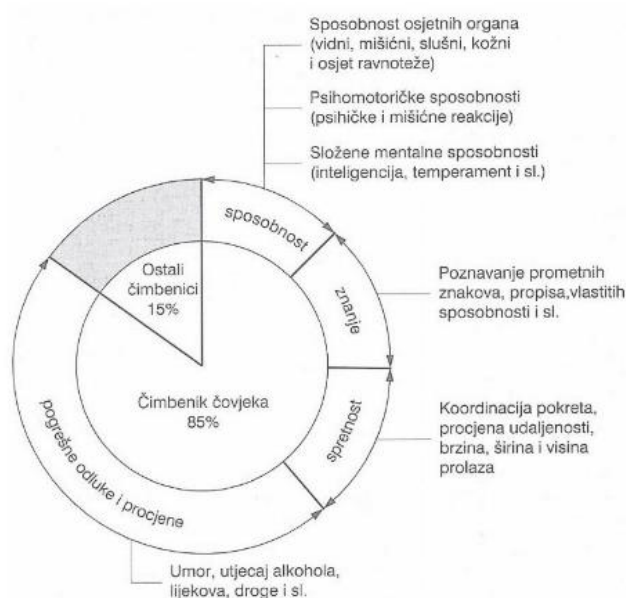 Sposobnost osjetnih organa
(vidni, mišićni, slušni, kožni
i osjet ravnoteže)
Psihomotoričke sposobnosti
(psihičke i mišićne reakcije)
Složene mentalne sposobnosti
(inteligencija, temperament i sl.)
sposobnost
Ostali
čimbenici
15%
znanje
Poznavanje prometnih
znakova, propisa,vlastitih
sposobnosti i sl.
Čimbenik čovjeka
85%
spretnost
Koordinacija pokreta,
procjena udaljenosti,
brzina, širina i visina
prolaza
pogrešne odluke i procjene
Umor, utjecaj alkohola,
lijekova, droge i sl.